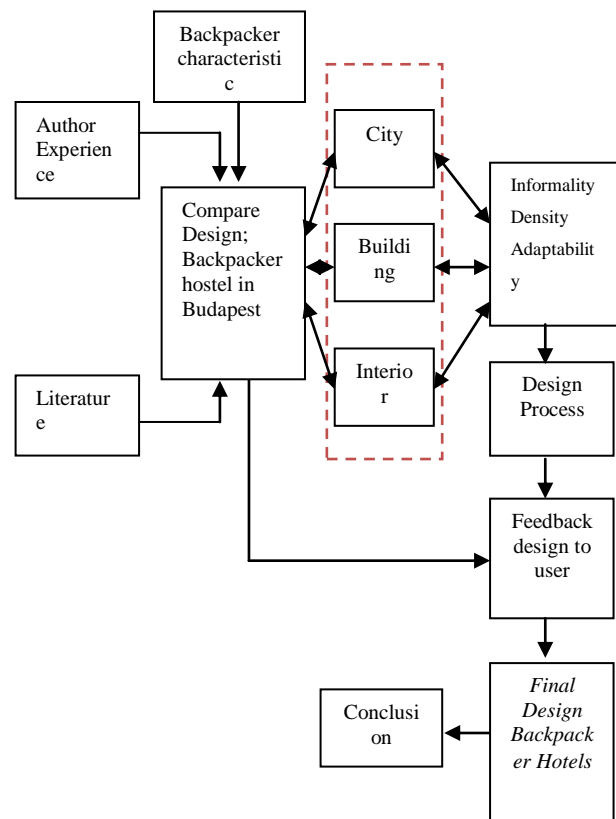 Backpacker
characteristi
c
Author
Experien
ce
City
Compare
Design;
Backpacker
hostel in
Budapest
Buildi
ng
Informality
Density
Adaptabilit
y
Interio
r
Literatur
e
Design
Process
Feedback
design to
user
Final
Design
Backpack
er Hotels
Conclusi
on